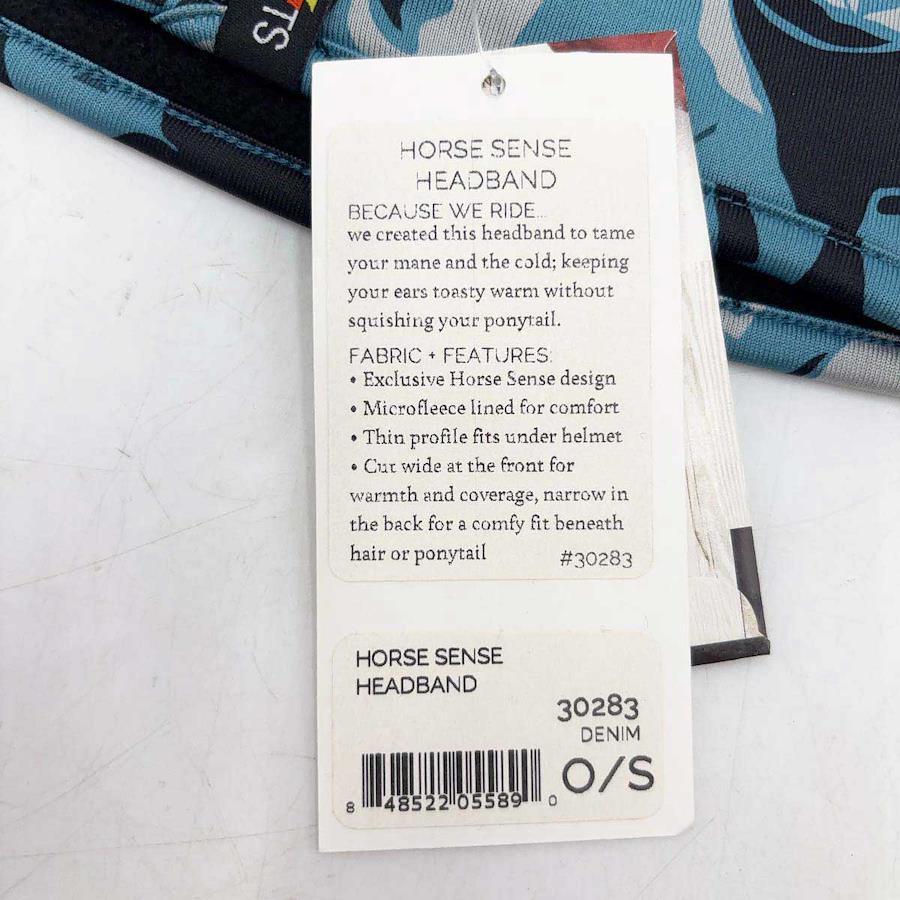 TS
HORSE SENSE
HEADBAND
BECAUSE WE RIDE...
we created this headband to tame
your mane and the cold; keeping
your ears toasty warm without
squishing your ponytail.
FABRIC + FEATURES:
• Exclusive Horse Sense design
• Microfleece lined for comfort
• Thin profile fits under helmet
• Cut wide at the front for
warmth and coverage, narrow in
the back for a comfy fit beneath
hair or ponytail
#30283
HORSE SENSE
HEADBAND
30283
DENIM
O/S
8 48522 05589 0